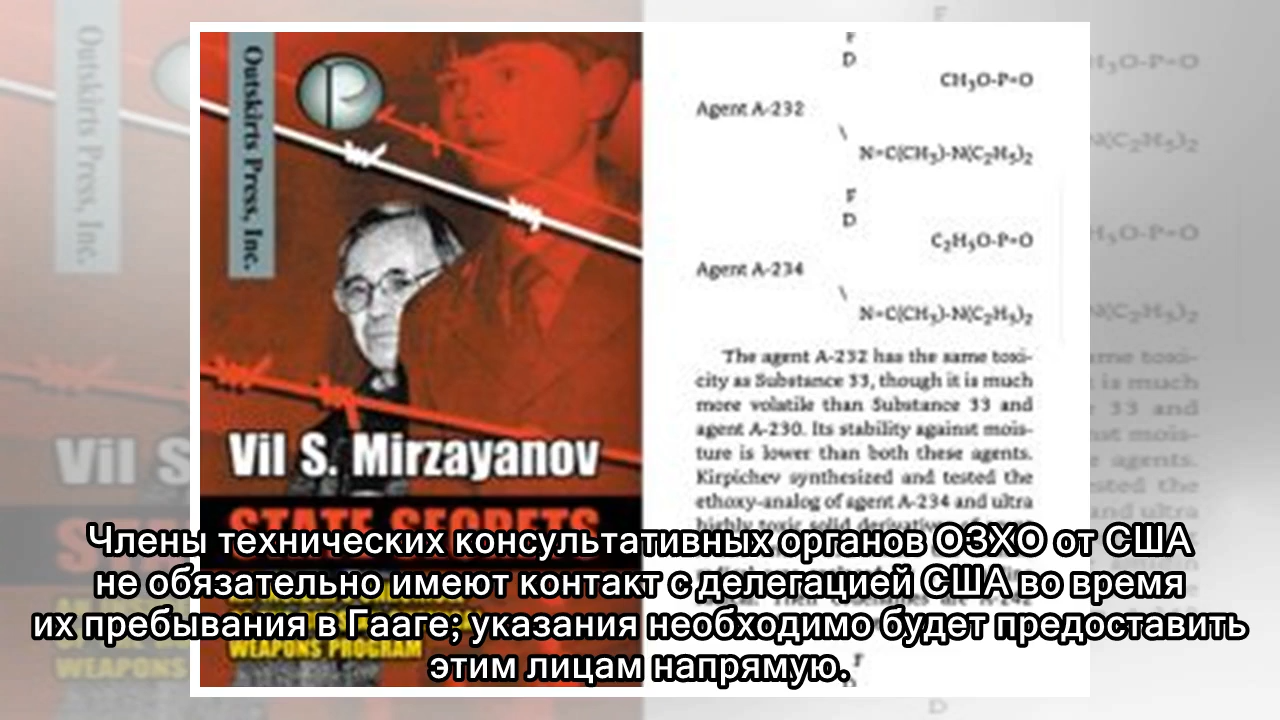 Outskirts Press, Inc.
Vil S. Mirzayanov
STATE SECRETS
WEAPONS PROGRAM
F
D
CH₃O-P=O
Agent A-232
\
N=C(CH₃)-N(C₂H₅)₂
F
D
C₂H₅O-P=O
Agent A-234
\
N=C(CH₃)-N(C₂H₅)₂
The agent A-232 has the same toxi-
city as Substance 33, though it is much
more volatile than Substance 33 and
agent A-230. Its stability against mois-
ture is lower than both these agents.
Kirpichev synthesized and tested the
ethoxy-analog of agent A-234 and ultra
Члены технических консультативных органов ОЗХО от США
не обязательно имеют контакт с делегацией США во время
их пребывания в Гааге; указания необходимо будет предоставить
этим лицам напрямую.